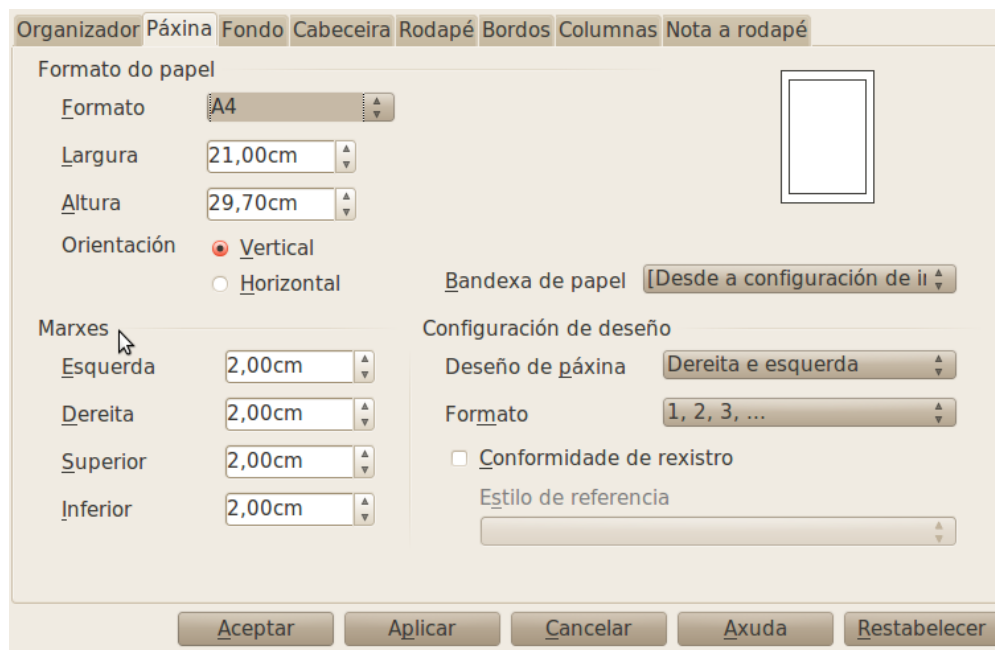 Organizador Páxina Fondo Cabeceira Rodapé Bordos Columnas Nota a rodapé
Formato do papel
Formato A4
Largura 21,00cm
Altura 29,70cm
Orientación Vertical
Horizontal
Bandexa de papel [Desde a configuración de
Marxes
Esquerda 2,00cm
Dereita 2,00cm
Superior 2,00cm
Inferior 2,00cm
Configuración de deseño
Deseño de páxina Dereita e esquerda
Formato 1, 2, 3, ...
Conformidade de rexistro
Estilo de referencia
Aceptar Aplicar Cancelar Axuda Restabelecer